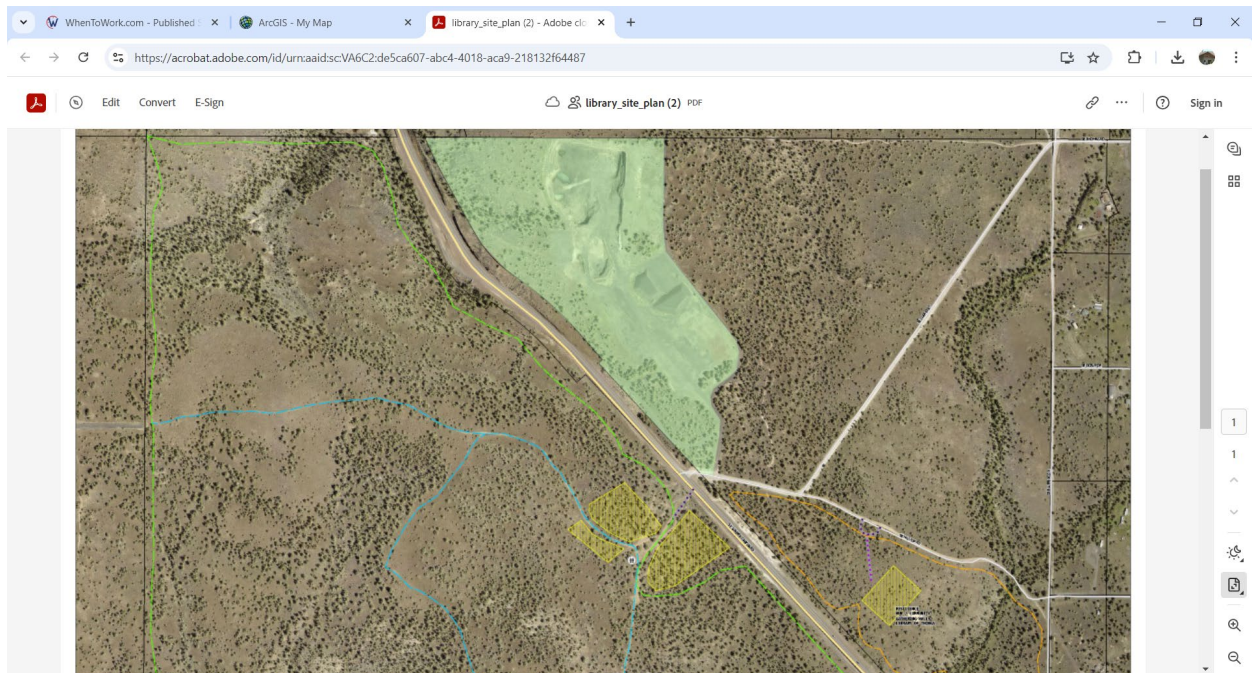 WhenToWork.com - Published S
ArcGIS - My Map
library_site_plan (2) - Adobe clo
https://acrobat.adobe.com/id/urn:aaid:sc:VA6C2:de5ca607-abc4-4018-aca9-218132f64487
Edit Convert E-Sign
library_site_plan (2) PDF
Sign in
1
1